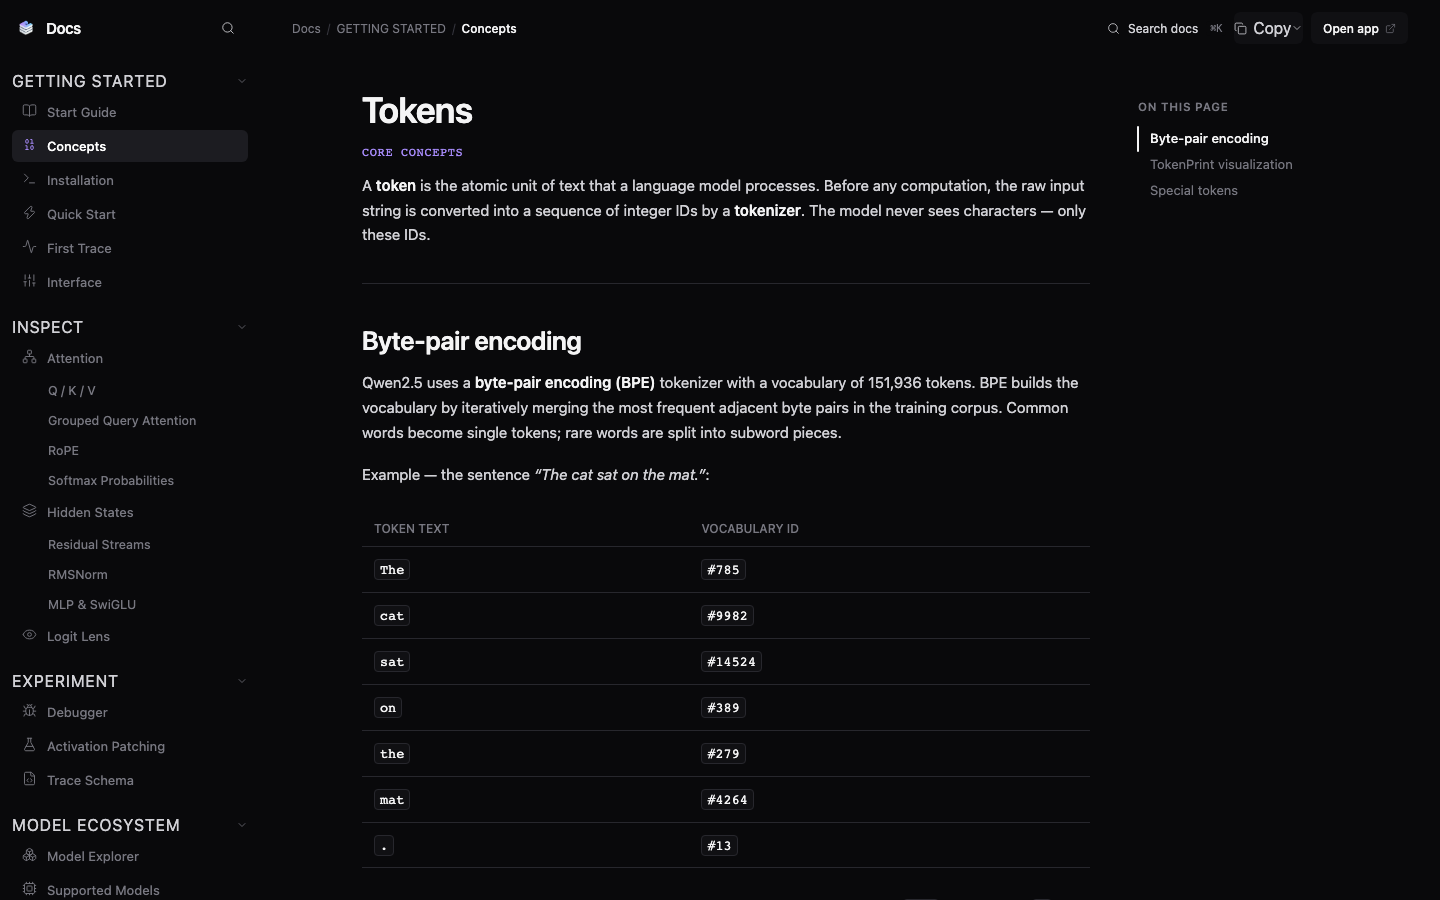 Docs
Docs / GETTING STARTED / Concepts
Search docs ⌘K
Copy
Open app
GETTING STARTED
Start Guide
Concepts
Installation
Quick Start
First Trace
Interface
INSPECT
Attention
Q / K / V
Grouped Query Attention
RoPE
Softmax Probabilities
Hidden States
Residual Streams
RMSNorm
MLP & SwiGLU
Logit Lens
EXPERIMENT
Debugger
Activation Patching
Trace Schema
MODEL ECOSYSTEM
Model Explorer
Supported Models
Tokens
CORE CONCEPTS
A token is the atomic unit of text that a language model processes. Before any computation, the raw input
string is converted into a sequence of integer IDs by a tokenizer. The model never sees characters — only
these IDs.
Byte-pair encoding
Qwen2.5 uses a byte-pair encoding (BPE) tokenizer with a vocabulary of 151,936 tokens. BPE builds the
vocabulary by iteratively merging the most frequent adjacent byte pairs in the training corpus. Common
words become single tokens; rare words are split into subword pieces.
Example — the sentence “The cat sat on the mat.”:
TOKEN TEXT VOCABULARY ID
The #785
cat #9982
sat #14524
on #389
the #279
mat #4264
. #13
ON THIS PAGE
Byte-pair encoding
TokenPrint visualization
Special tokens